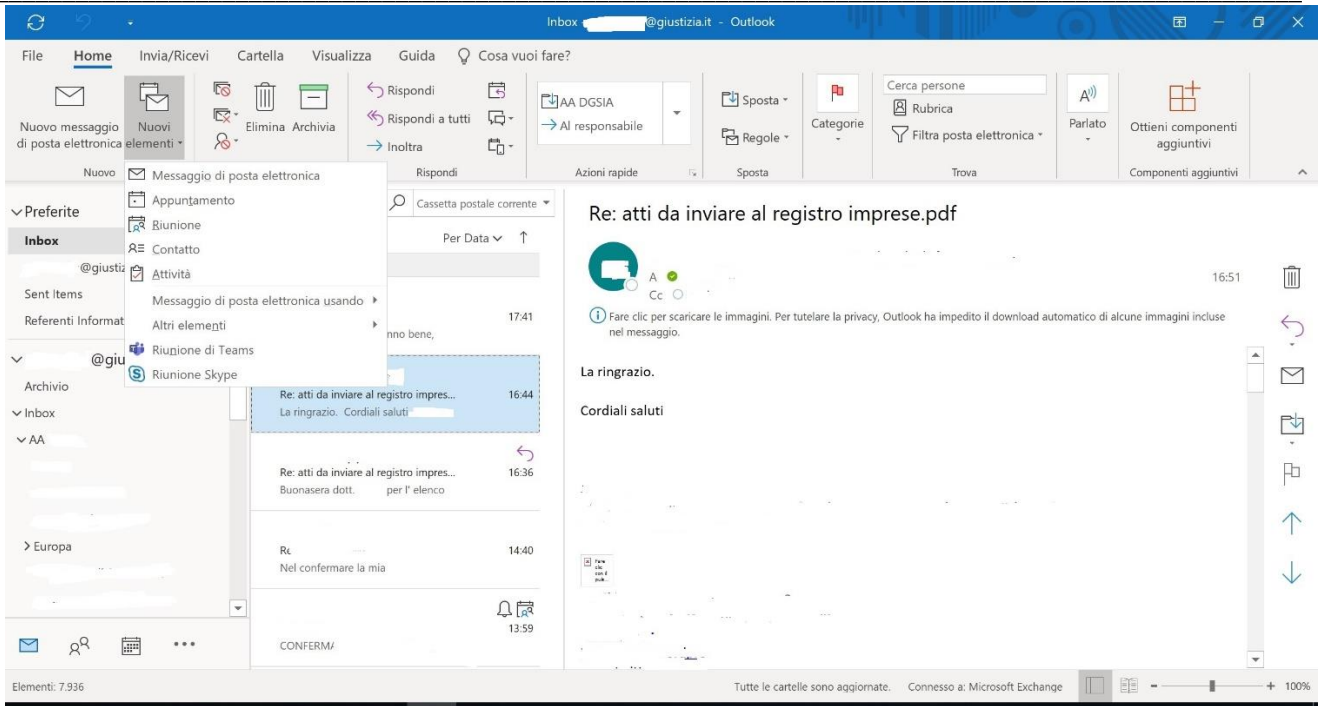 Inbox - @giustizia.it - Outlook
File Home Invia/Ricevi Cartella Visualizza Guida Cosa vuoi fare?
Nuovo messaggio di posta elettronica
Nuovi elementi
Nuovo
Elimina
Archivia
Rispondi
Rispondi a tutti
Inoltra
Rispondi
AA DGSIA
Al responsabile
Azioni rapide
Sposta
Regole
Sposta
Categorie
Cerca persone
Rubrica
Filtra posta elettronica
Trova
Parlato
Ottieni componenti aggiuntivi
Componenti aggiuntivi
Messaggio di posta elettronica
Appuntamento
Riunione
Contatto
Attività
Messaggio di posta elettronica usando
Altri elementi
Riunione di Teams
Riunione Skype
Preferite
Inbox
@giustiz
Sent Items
Referenti Informat
@giu
Archivio
Inbox
AA
Europa
Cassetta postale corrente
Per Data
17:41
nno bene,
Re: atti da inviare al registro impres... 16:44
La ringrazio. Cordiali saluti
Re: atti da inviare al registro impres... 16:36
Buonasera dott. per l' elenco
14:40
Nel confermare la mia
13:59
CONFERMA
Re: atti da inviare al registro imprese.pdf
A
Cc
16:51
Fare clic per scaricare le immagini. Per tutelare la privacy, Outlook ha impedito il download automatico di alcune immagini incluse
nel messaggio.
La ringrazio.
Cordiali saluti
Elementi: 7.936
Tutte le cartelle sono aggiornate. Connesso a: Microsoft Exchange
100%